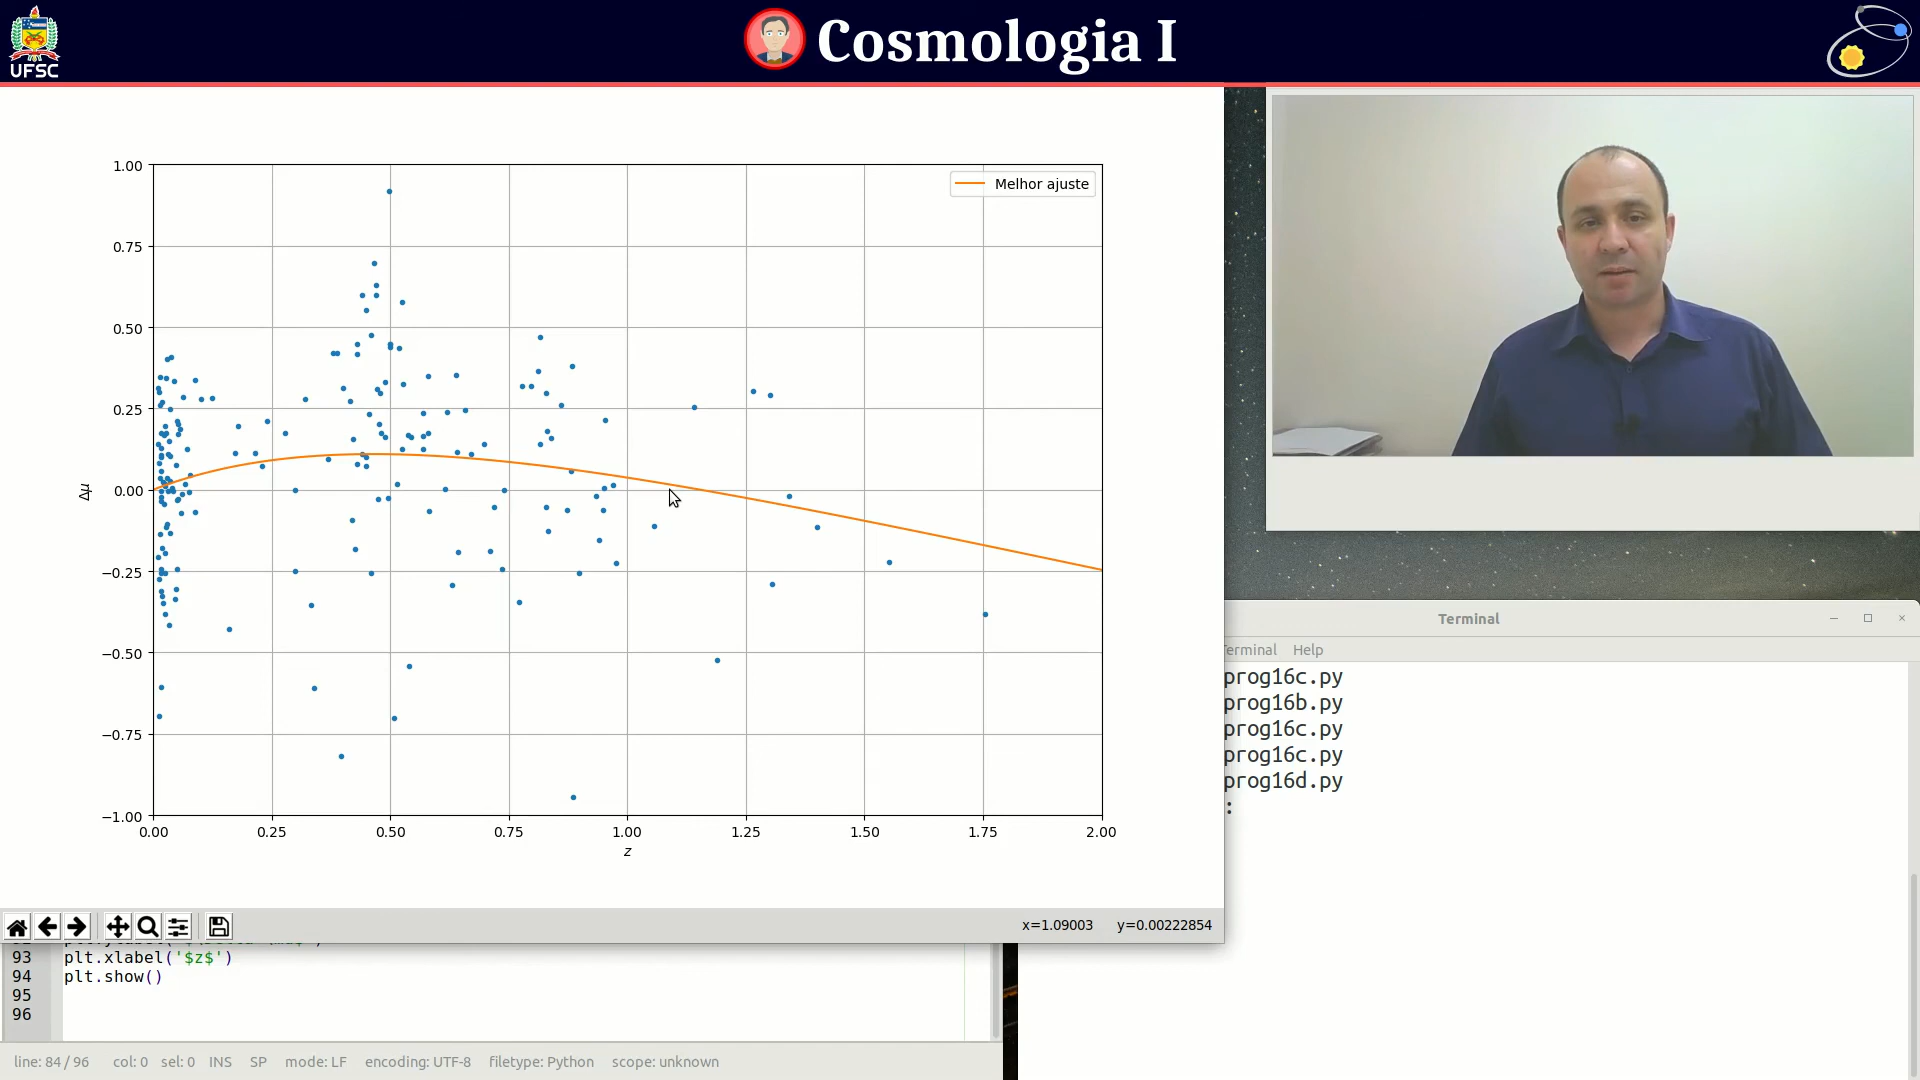 UFSC
Cosmologia I
Melhor ajuste
1.00
0.75
0.50
0.25
0.00
−0.25
−0.50
−0.75
−1.00
Δμ
0.00 0.25 0.50 0.75 1.00 1.25 1.50 1.75 2.00
z
x=1.09003 y=0.00222854
93 plt.xlabel('$z$')
94 plt.show()
95
96
line: 84 / 96 col: 0 sel: 0 INS SP mode: LF encoding: UTF-8 filetype: Python scope: unknown
Terminal
Terminal Help
prog16c.py
prog16b.py
prog16c.py
prog16c.py
prog16d.py
: